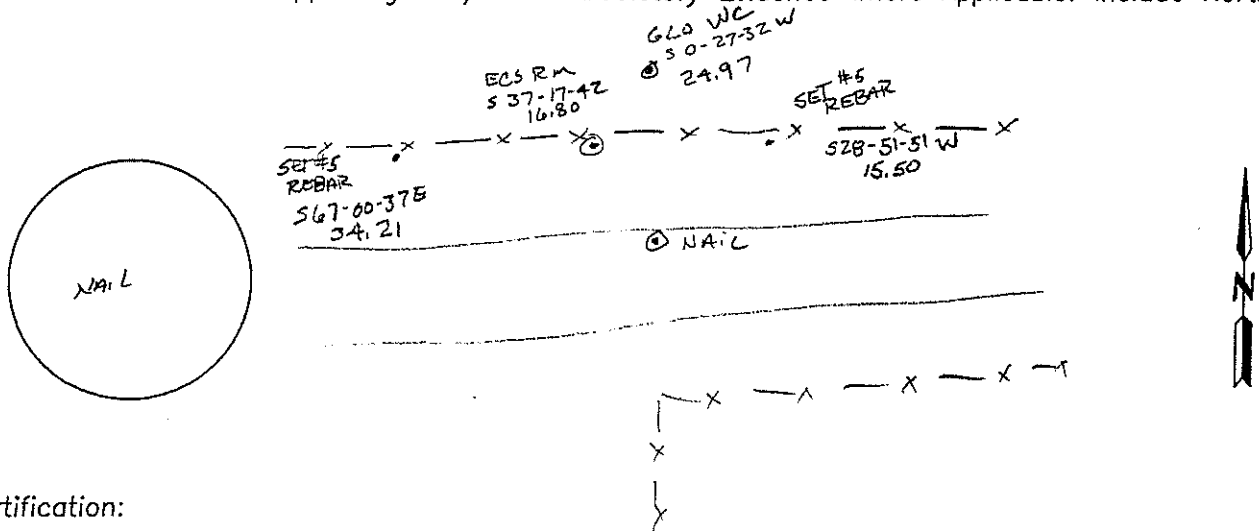 GLO WC
S 0-27-32 W
24.97
ECS RM
S 37-17-42
16.80
SET #5
REBAR
S28-51-51 W
15.50
SET #5
REBAR
S67-00-37E
34.21
NAIL
NAIL
N
rtification: